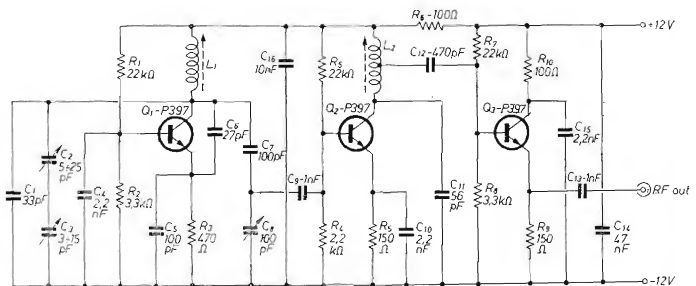 R6-100Ω
+12V
R1
22kΩ
L1
C16
10nF
R5
22kΩ
L2
C12-470pF
R7
22kΩ
R10
100Ω
Q1-P397
Q2-P397
Q3-P397
C6
27pF
C15
2,2nF
C2
5÷25
pF
C7
100pF
C9-1nF
C13-1nF
RF out
C1
33pF
C4
2,2
nF
R2
3,3kΩ
C11
56
pF
R8
3,3kΩ
C3
3-15
pF
C5
100
pF
R3
470
Ω
C8
100
pF
R4
2,2
kΩ
R5
150
Ω
C10
2,2
nF
R9
150
Ω
C14
47
nF
-12V